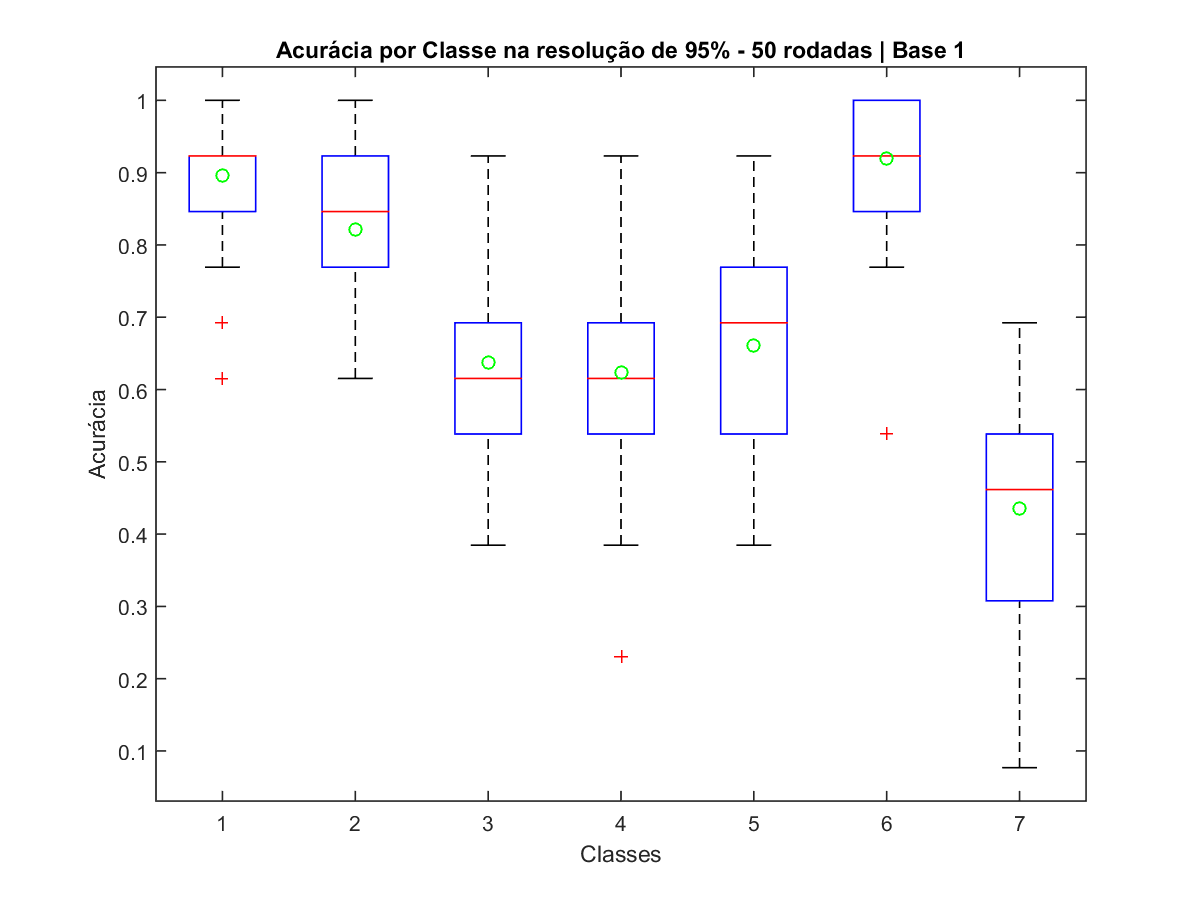 Acurácia por Classe na resolução de 95% - 50 rodadas | Base 1
1
0.9
0.8
0.7
0.6
0.5
0.4
0.3
0.2
0.1
Acurácia
1 2 3 4 5 6 7
Classes